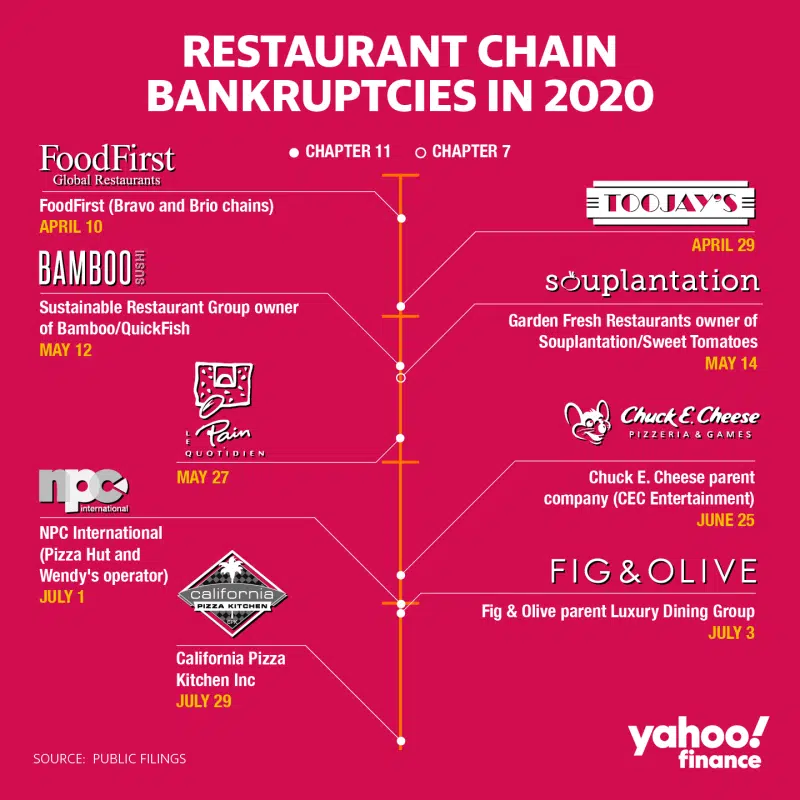 RESTAURANT CHAIN
BANKRUPTCIES IN 2020
CHAPTER 11
CHAPTER 7
FoodFirst
Global Restaurants
FoodFirst (Bravo and Brio chains)
APRIL 10
TOOJAY'S
APRIL 29
BAMBOO SUSHI
Sustainable Restaurant Group owner
of Bamboo/QuickFish
MAY 12
souplantation
Garden Fresh Restaurants owner of
Souplantation/Sweet Tomatoes
MAY 14
LE Pain
QUOTIDIEN
MAY 27
Chuck E. Cheese
PIZZERIA & GAMES
Chuck E. Cheese parent
company (CEC Entertainment)
JUNE 25
npc
international
NPC International
(Pizza Hut and
Wendy's operator)
JULY 1
FIG & OLIVE
Fig & Olive parent Luxury Dining Group
JULY 3
california
PIZZA KITCHEN
CPK
California Pizza
Kitchen Inc
JULY 29
SOURCE: PUBLIC FILINGS
yahoo!
finance